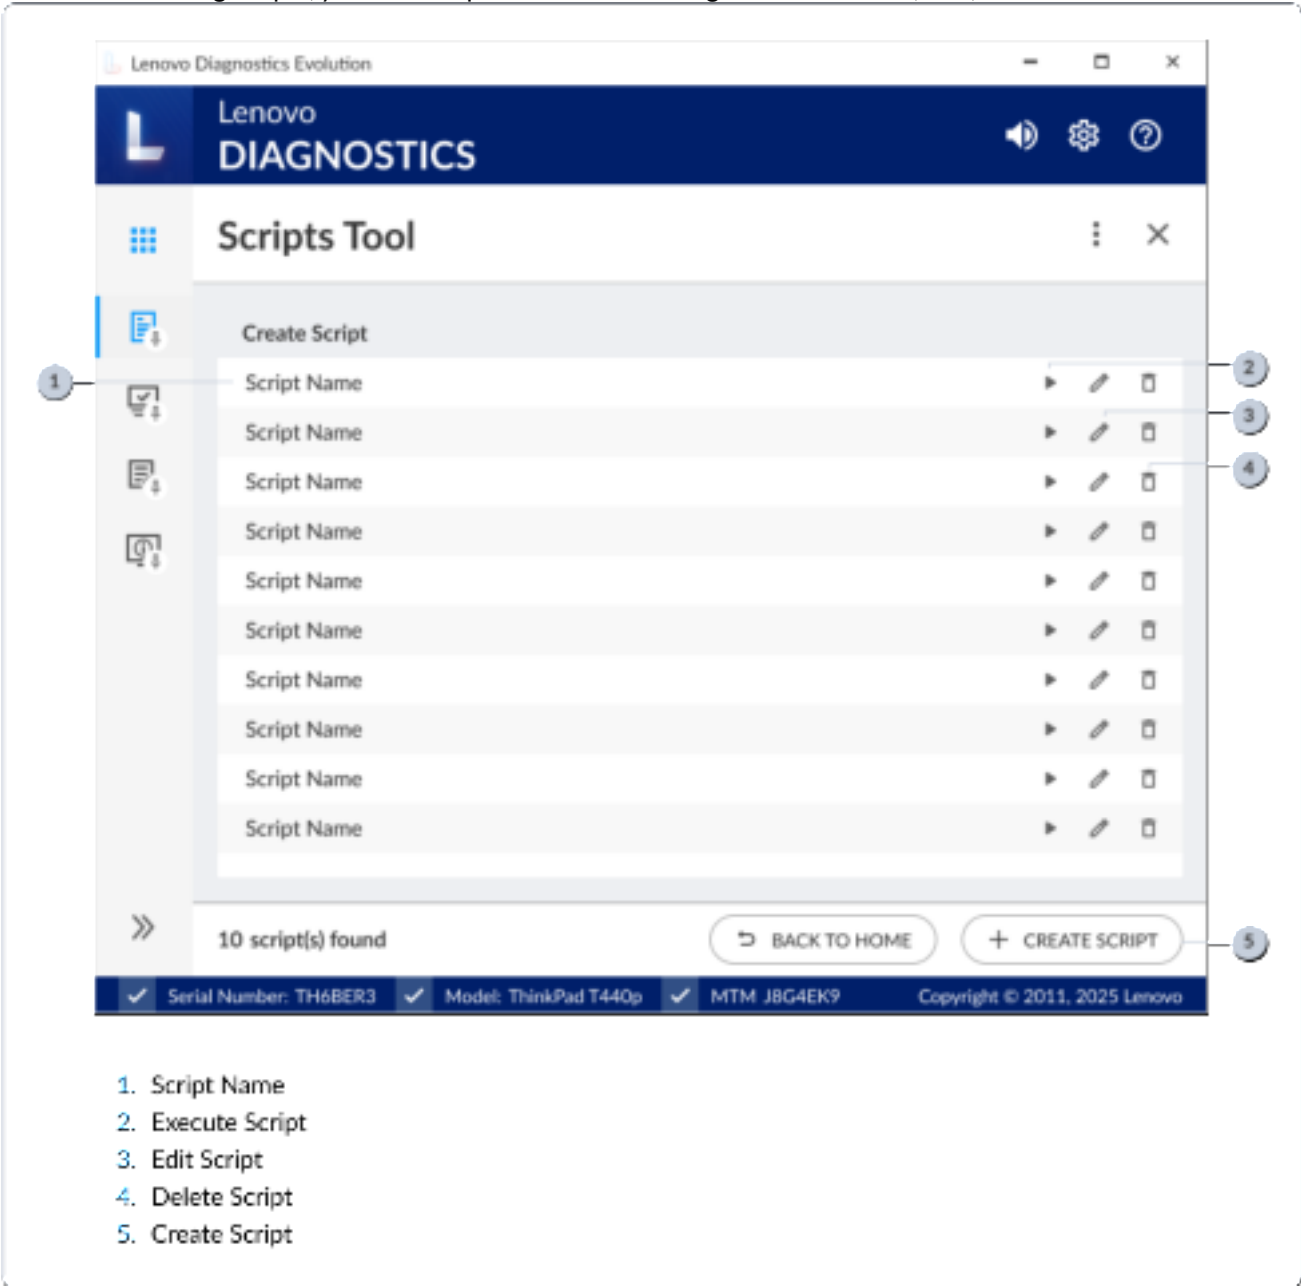 Lenovo Diagnostics Evolution
Lenovo
DIAGNOSTICS
Scripts Tool
Create Script
1 Script Name 2
Script Name 3
Script Name 4
Script Name
Script Name
Script Name
Script Name
Script Name
Script Name
Script Name
10 script(s) found BACK TO HOME + CREATE SCRIPT 5
Serial Number: TH6BER3 Model: ThinkPad T440p MTM J8G4EK9 Copyright © 2011, 2025 Lenovo
1. Script Name
2. Execute Script
3. Edit Script
4. Delete Script
5. Create Script